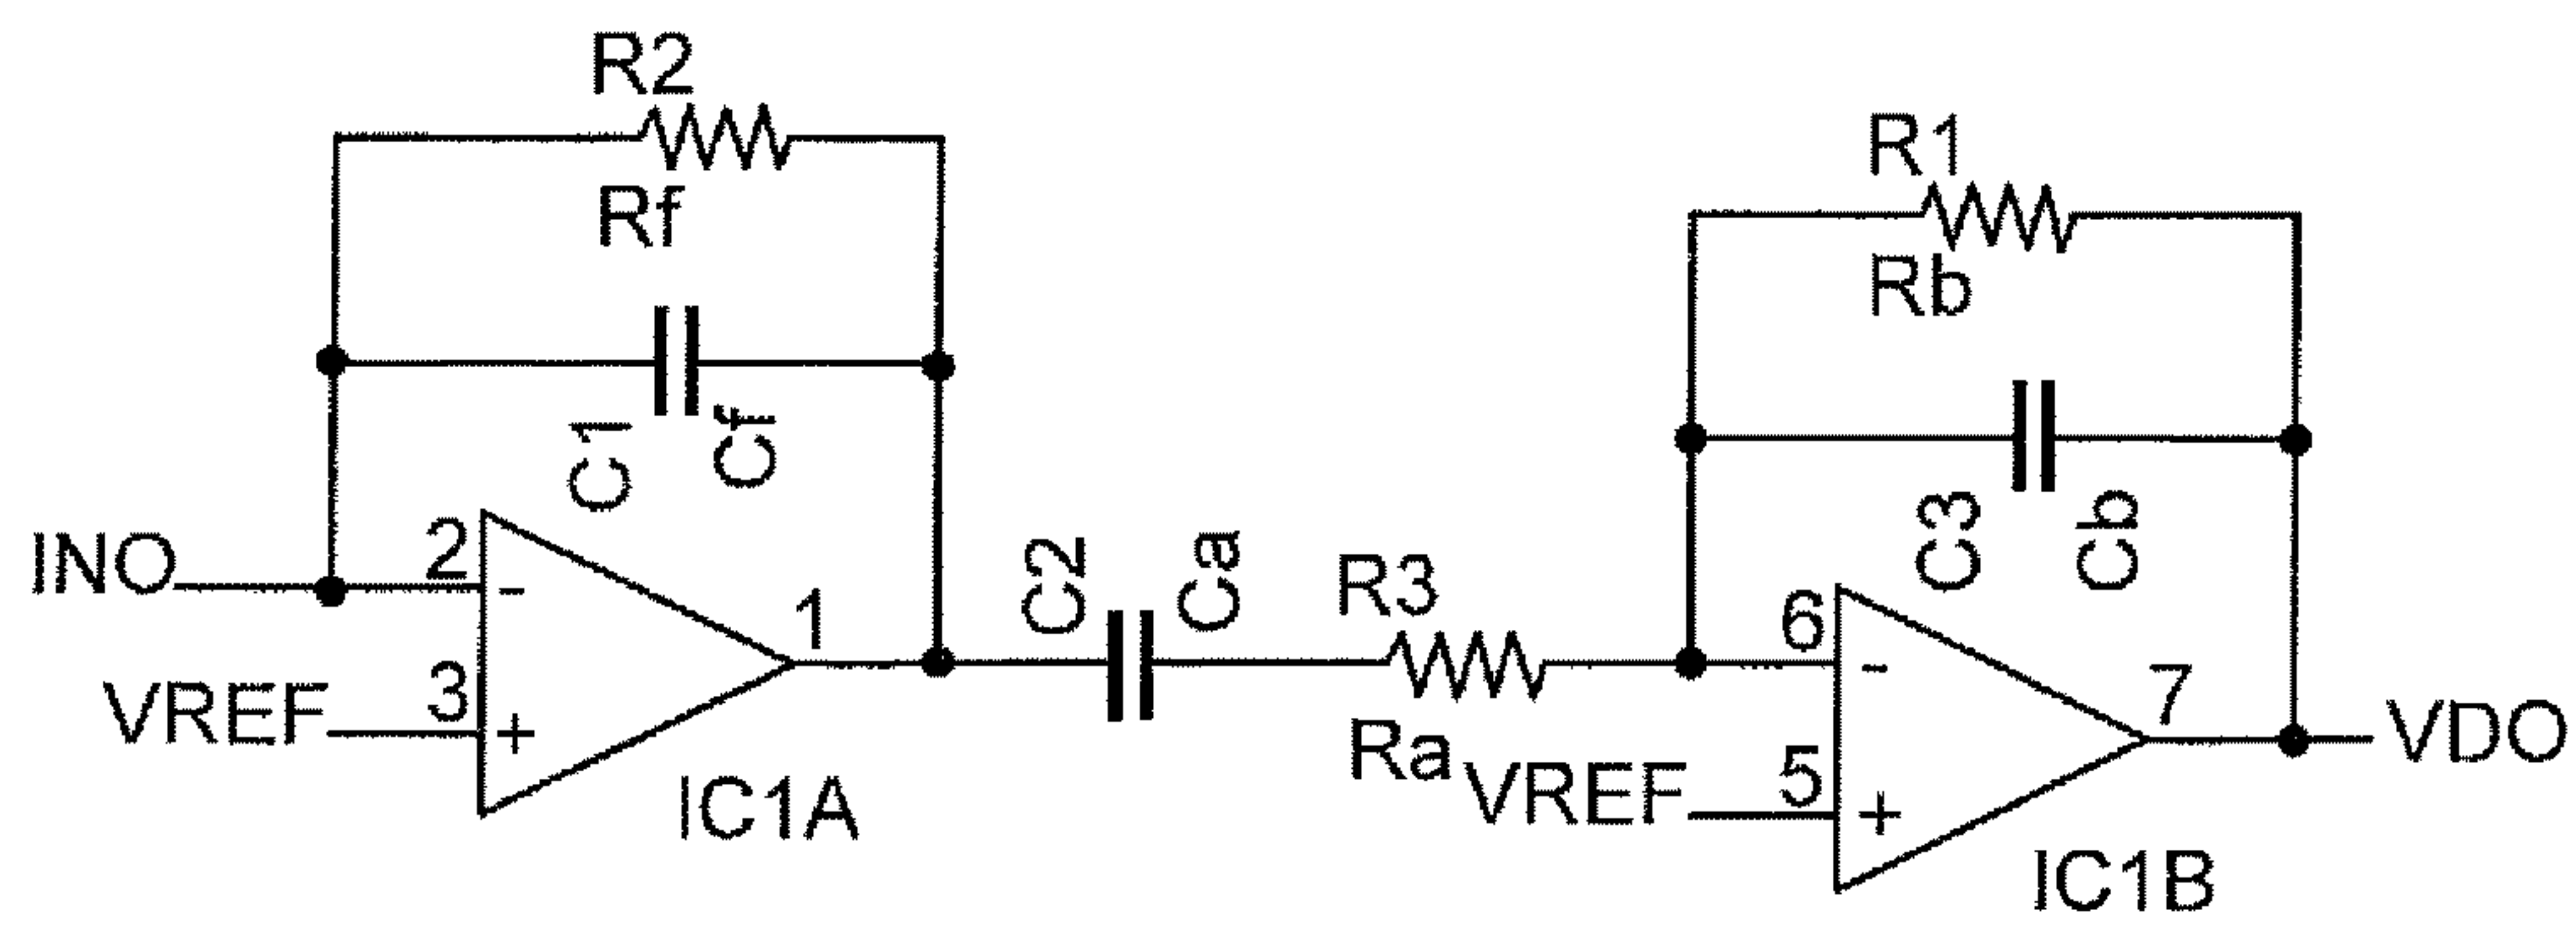 R2
Rf
C1
Cf
INO
2
-
VREF
3
+
1
IC1A
C2
Ca
R3
Ra
R1
Rb
C3
Cb
6
-
VREF
5
+
7
VDO
IC1B